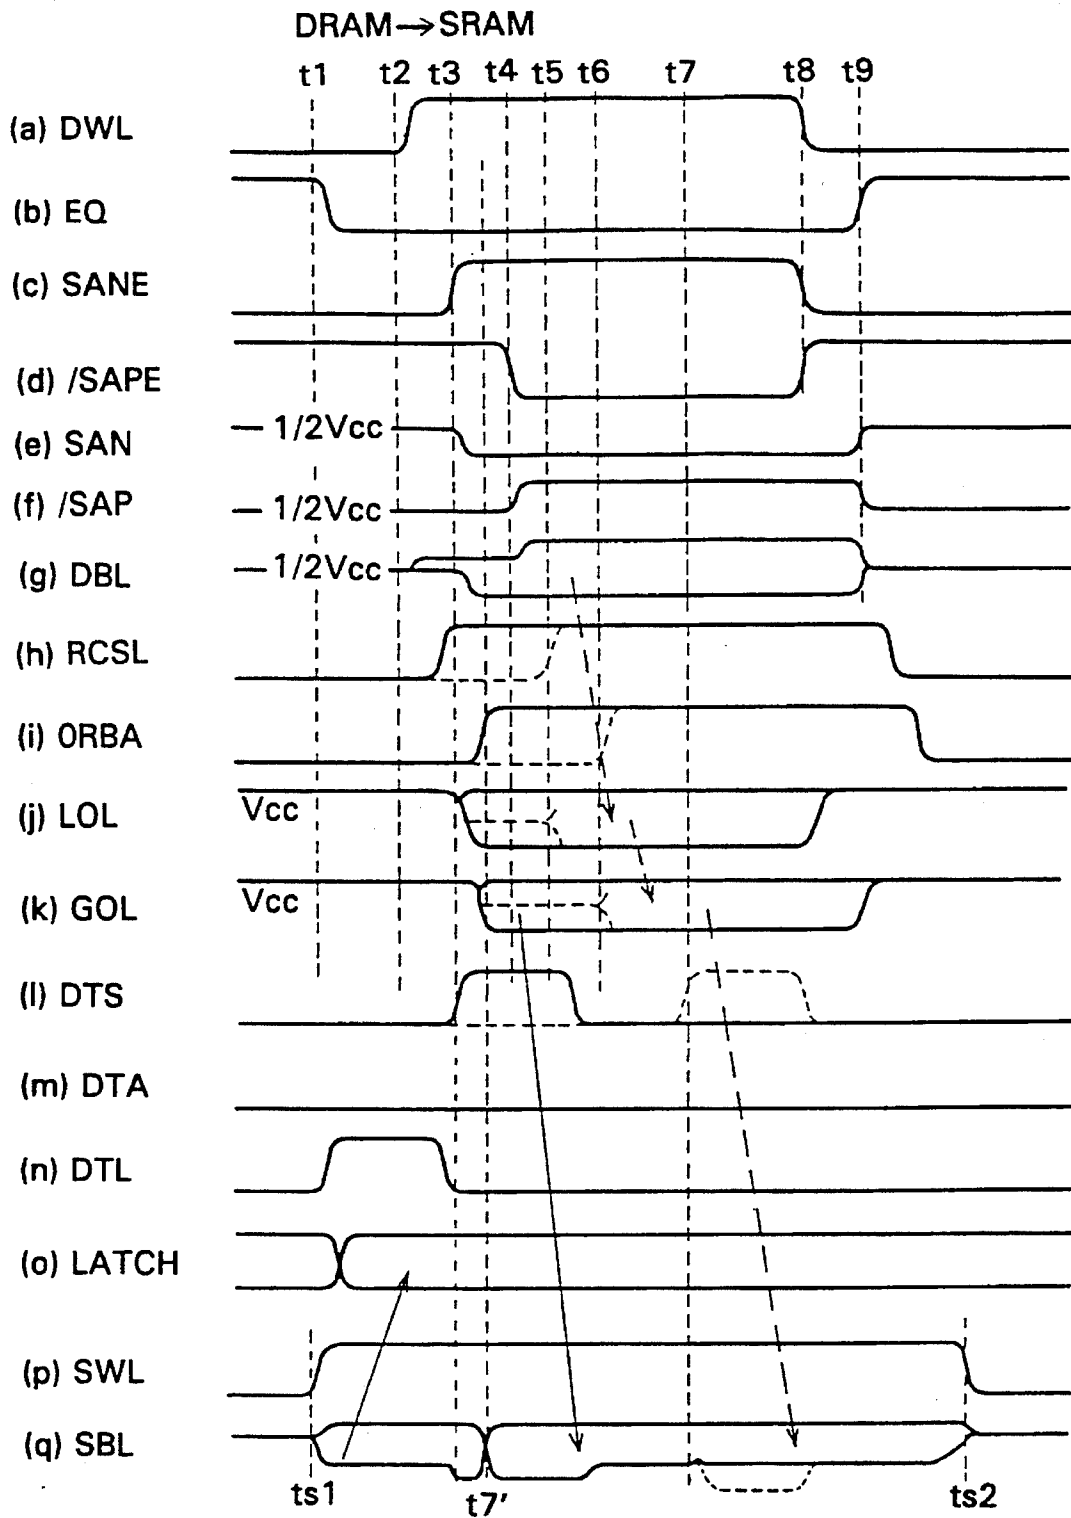 DRAM→SRAM
t1 t2 t3 t4 t5 t6 t7 t8 t9
(a) DWL
(b) EQ
(c) SANE
(d) /SAPE
(e) SAN 1/2Vcc
(f) /SAP 1/2Vcc
(g) DBL 1/2Vcc
(h) RCSL
(i) 0RBA
(j) LOL Vcc
(k) GOL Vcc
(l) DTS
(m) DTA
(n) DTL
(o) LATCH
(p) SWL
(q) SBL
ts1 t7' ts2